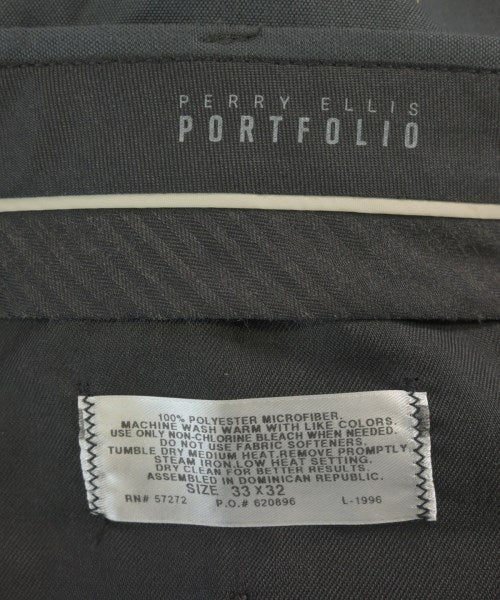 PERRY ELLIS
PORTFOLIO
100% POLYESTER MICROFIBER.
MACHINE WASH WARM WITH LIKE COLORS.
USE ONLY NON-CHLORINE BLEACH WHEN NEEDED.
DO NOT USE FABRIC SOFTENERS.
TUMBLE DRY MEDIUM HEAT.REMOVE PROMPTLY
STEAM IRON.LOW HEAT SETTING.
DRY CLEAN FOR BETTER RESULTS.
ASSEMBLED IN DOMINICAN REPUBLIC.
SIZE 33 X 32
RN# 57272 P.O.# 620896 L-1996